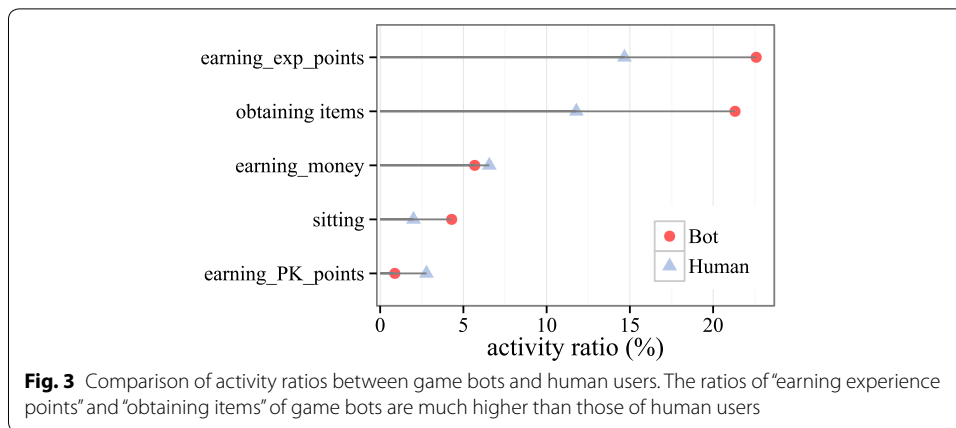 earning_exp_points
obtaining items
earning_money
sitting
earning_PK_points
Bot
Human
0 5 10 15 20
activity ratio (%)
Fig. 3 Comparison of activity ratios between game bots and human users. The ratios of “earning experience
points” and “obtaining items” of game bots are much higher than those of human users